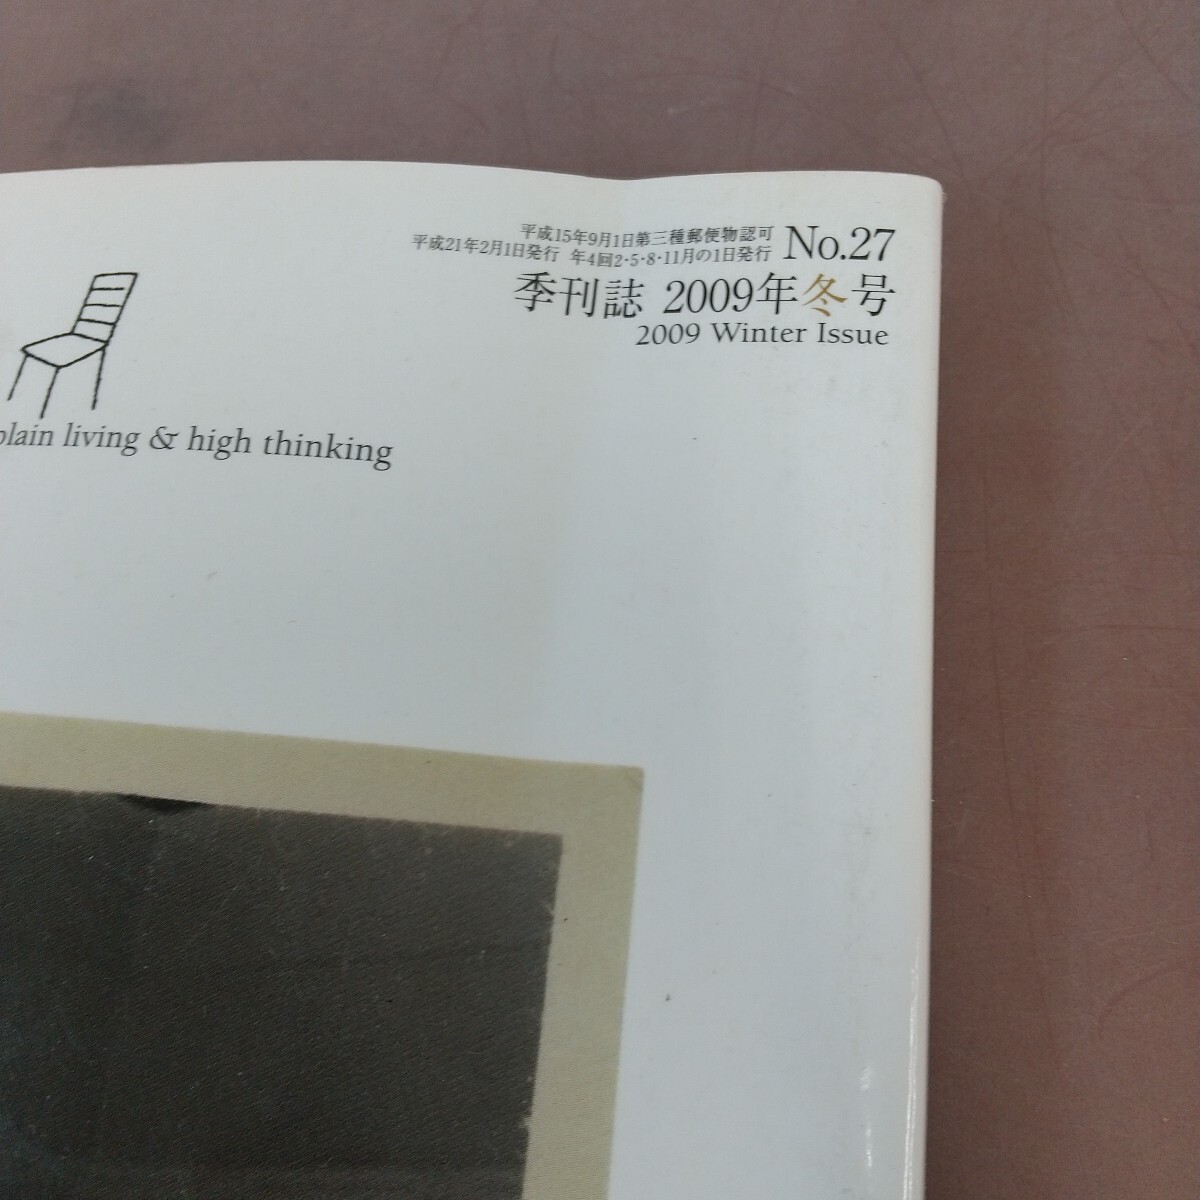 平成15年9月1日第三種郵便物認可
平成21年2月1日発行 年4回2・5・8・11月の1日発行
No.27
季刊誌 2009年冬号
2009 Winter Issue
plain living & high thinking